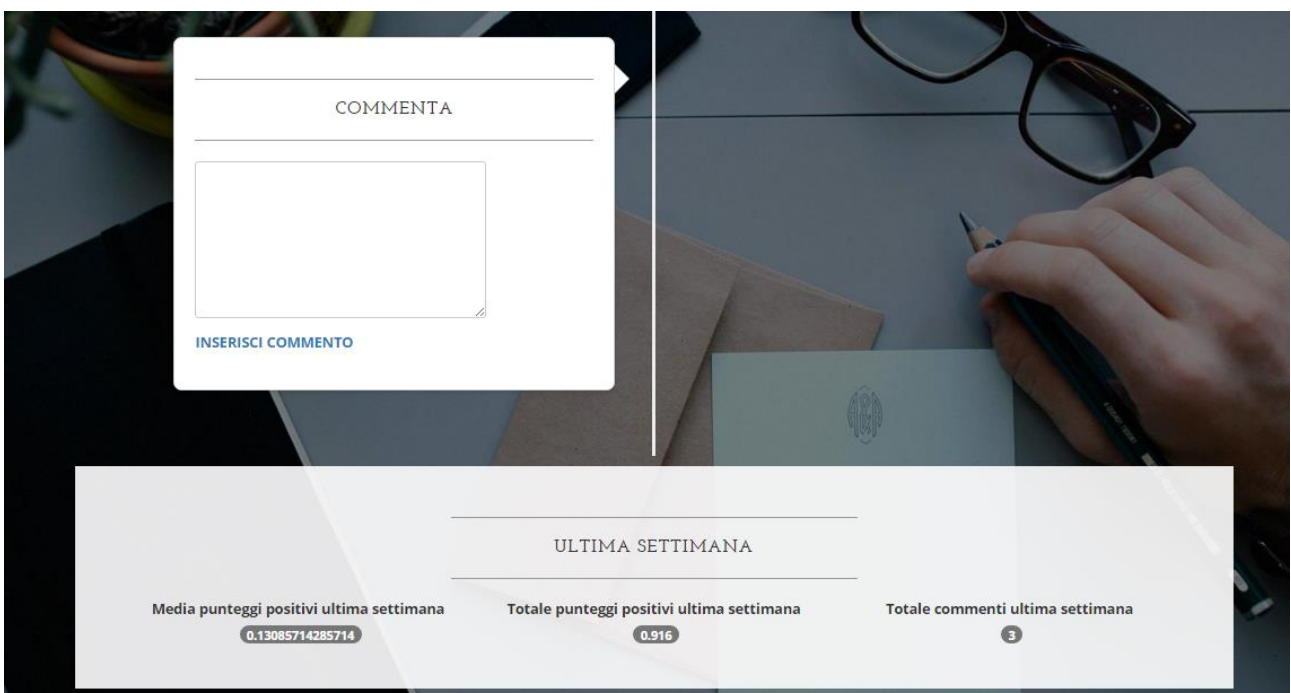 COMMENTA
INSERISCI COMMENTO
ULTIMA SETTIMANA
Media punteggi positivi ultima settimana
0.13085714285714
Totale punteggi positivi ultima settimana
0.916
Totale commenti ultima settimana
3